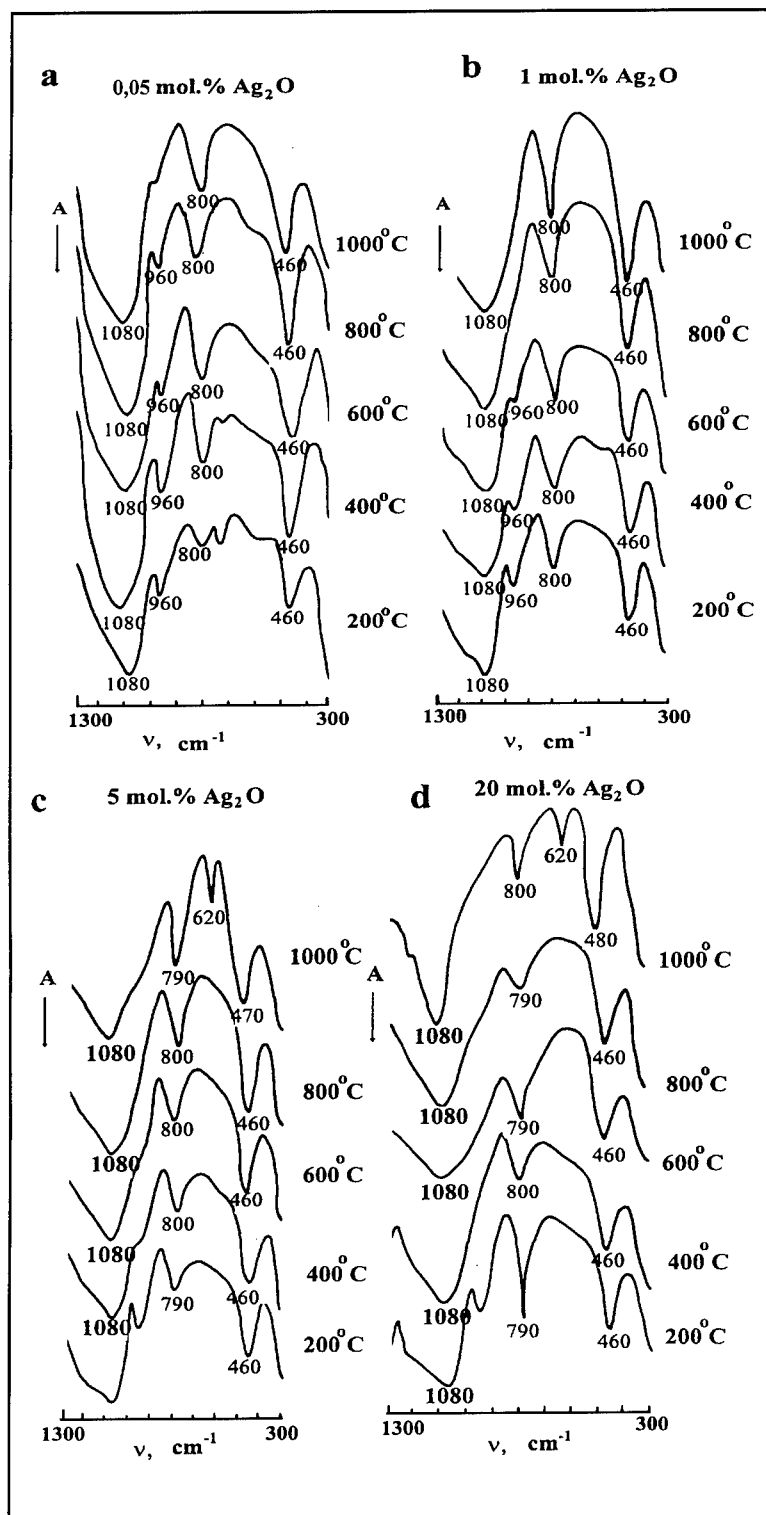 a
0,05 mol.% Ag₂O
A
800
1000°C
960
800
460
1080
800°C
460
960
800
600°C
1080
460
1080
960
800
400°C
460
1080
960
800
200°C
460
1080
1300
300
ν, cm⁻¹
b
1 mol.% Ag₂O
A
800
1000°C
460
1080
800
800°C
460
1080
960
800
600°C
460
1080
960
800
400°C
460
1080
960
800
200°C
460
1080
1300
300
ν, cm⁻¹
c
5 mol.% Ag₂O
620
A
790
1000°C
470
1080
800
800°C
460
1080
800
600°C
460
1080
800
400°C
460
1080
790
200°C
460
1300
300
ν, cm⁻¹
d
20 mol.% Ag₂O
620
800
480
1000°C
A
1080
790
460
800°C
1080
790
460
600°C
1080
800
460
400°C
1080
790
460
200°C
1080
1300
300
ν, cm⁻¹